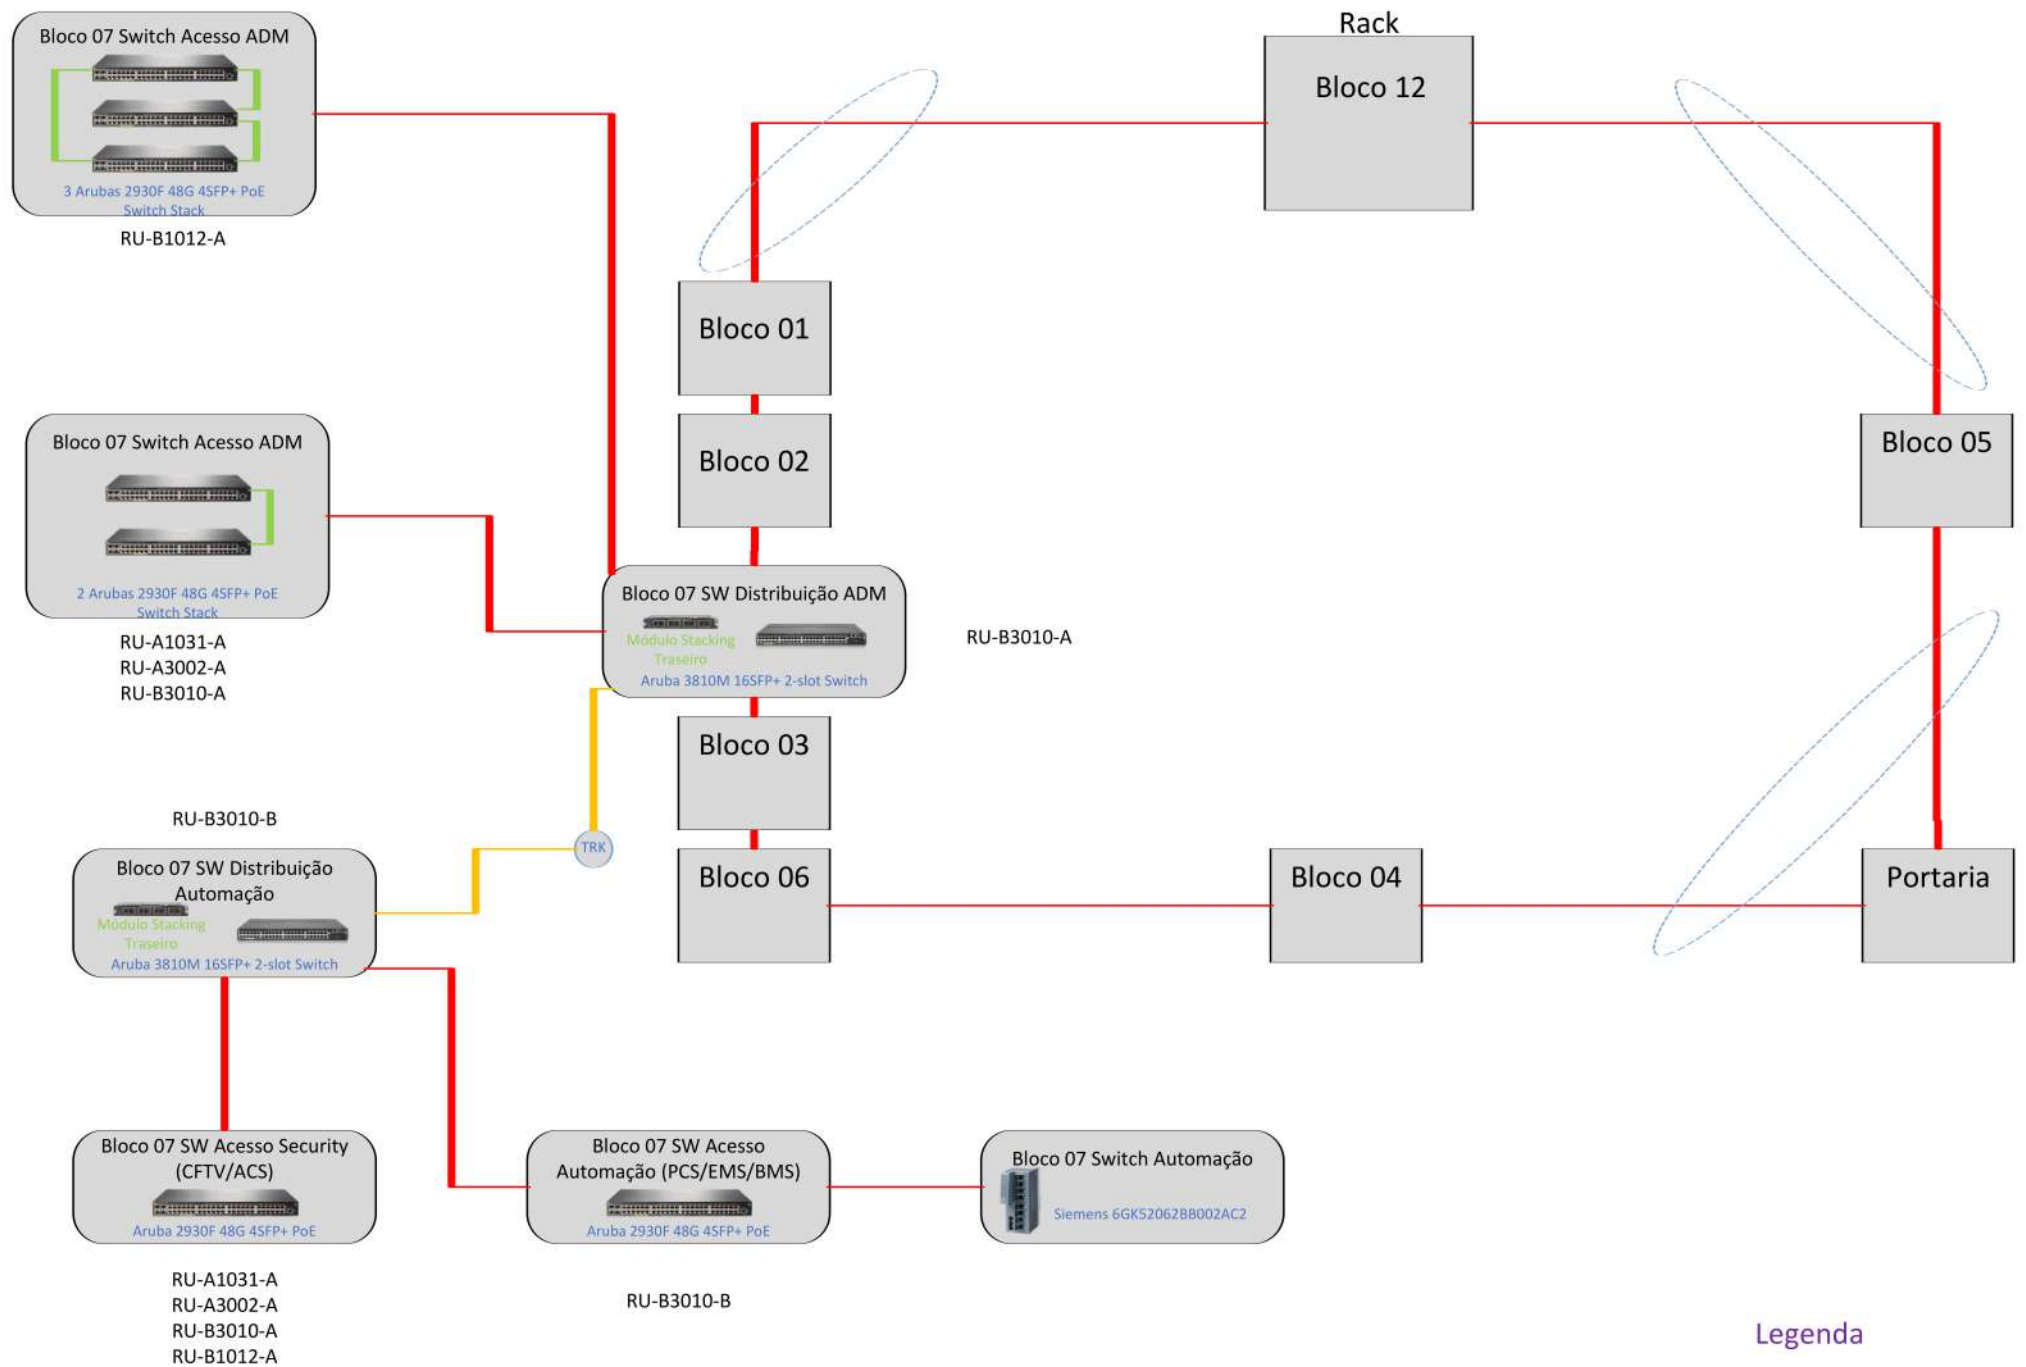 Bloco 07 Switch Acesso ADM
3 Arubas 2930F 48G 4SFP+ PoE
Switch Stack
RU-B1012-A
Rack
Bloco 12
Bloco 01
Bloco 07 Switch Acesso ADM
2 Arubas 2930F 48G 4SFP+ PoE
Switch Stack
RU-A1031-A
RU-A3002-A
RU-B3010-A
Bloco 02
Bloco 05
Bloco 07 SW Distribuição ADM
Módulo Stacking
Traseiro
Aruba 3810M 16SFP+ 2-slot Switch
RU-B3010-A
Bloco 03
RU-B3010-B
Bloco 07 SW Distribuição
Automação
Módulo Stacking
Traseiro
Aruba 3810M 16SFP+ 2-slot Switch
TRK
Bloco 06
Bloco 04
Portaria
Bloco 07 SW Acesso Security
(CFTV/ACS)
Aruba 2930F 48G 4SFP+ PoE
RU-A1031-A
RU-A3002-A
RU-B3010-A
RU-B1012-A
Bloco 07 SW Acesso
Automação (PCS/EMS/BMS)
Aruba 2930F 48G 4SFP+ PoE
RU-B3010-B
Bloco 07 Switch Automação
Siemens 6GK52062BB002AC2
Legenda